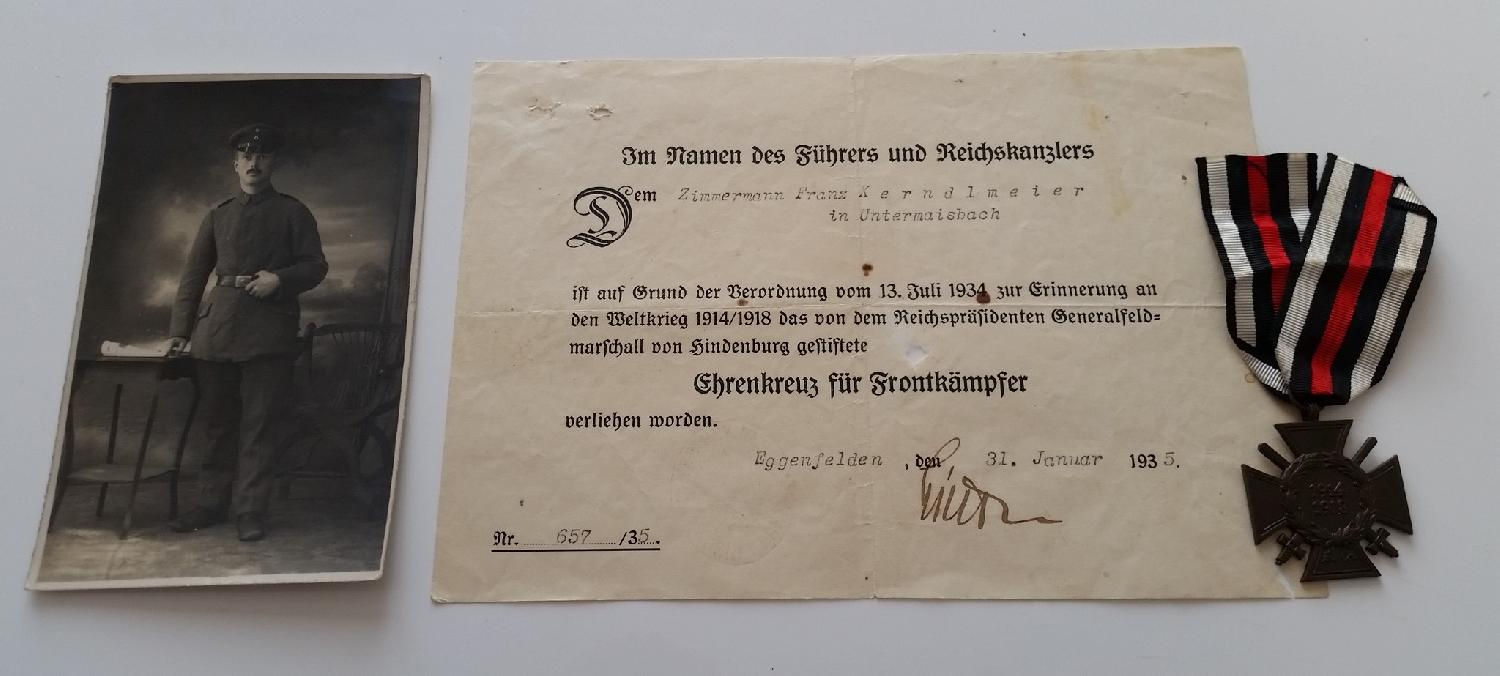 Im Namen des Führers und Reichskanzlers
Dem Zimmermann Franz Kerndlmeier
in Untermaisbach
ist auf Grund der Verordnung vom 13. Juli 1934 zur Erinnerung an
den Weltkrieg 1914/1918 das von dem Reichspräsidenten Generalfeld=
marschall von Hindenburg gestiftete
Ehrenkreuz für Frontkämpfer
verliehen worden.
Eggenfelden, den 31. Januar 1935.
Nr. 657 /35.
1914
1918